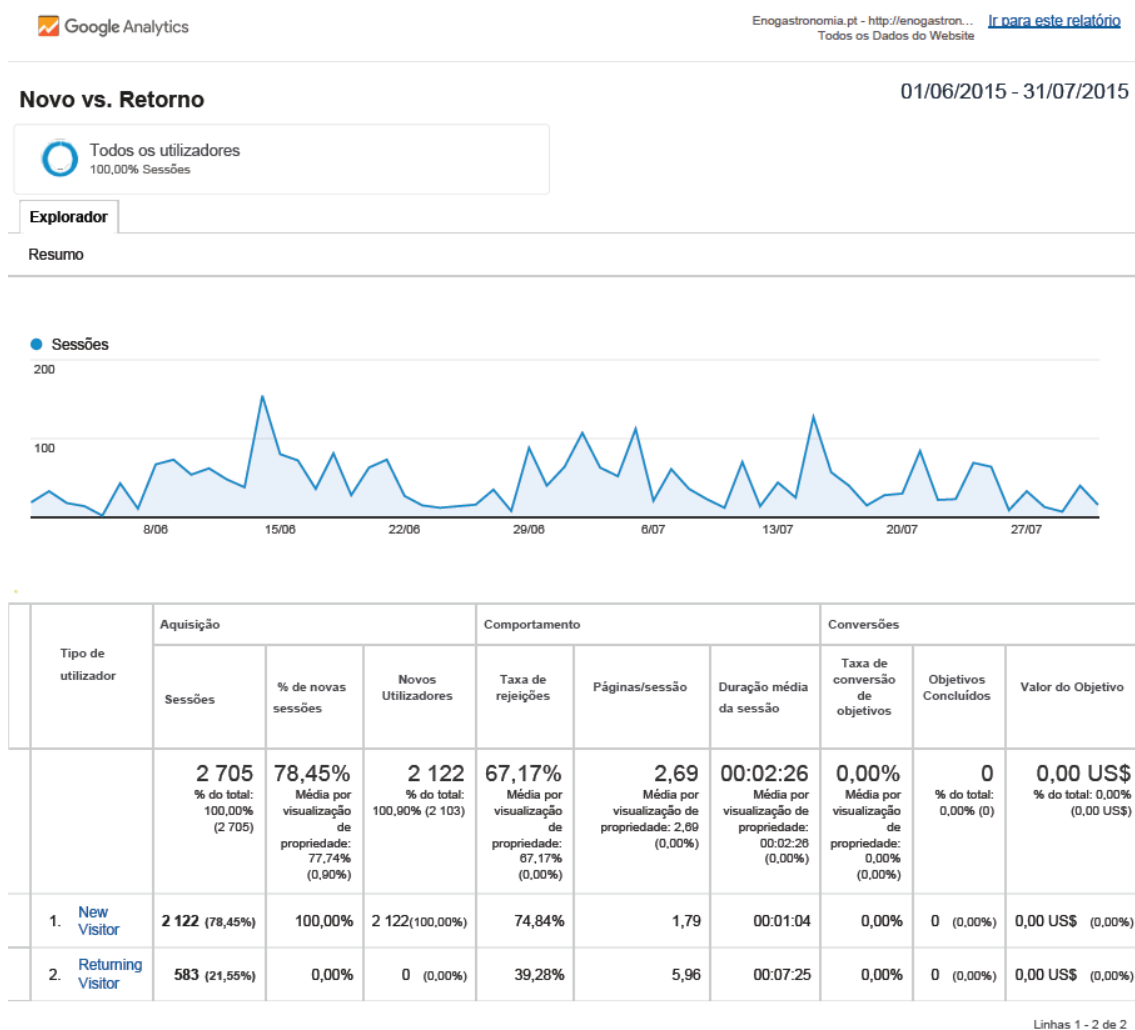 Google Analytics
Enogastronomia.pt - http://enogastron...
Ir para este relatório
Todos os Dados do Website
Novo vs. Retorno
01/06/2015 - 31/07/2015
Todos os utilizadores
100,00% Sessões
Explorador
Resumo
Sessões
200
100
8/06 15/06 22/06 29/06 6/07 13/07 20/07 27/07
Tipo de
utilizador
Aquisição
Comportamento
Conversões
Sessões
% de novas
sessões
Novos
Utilizadores
Taxa de
rejeições
Páginas/sessão
Duração média
da sessão
Taxa de
conversão
de
objetivos
Objetivos
Concluídos
Valor do Objetivo
2 705
% do total:
100,00%
(2 705)
78,45%
Média por
visualização
de
propriedade:
77,74%
(0,90%)
2 122
% do total:
100,90% (2 103)
67,17%
Média por
visualização
de
propriedade:
67,17%
(0,00%)
2,69
Média por
visualização de
propriedade: 2,69
(0,00%)
00:02:26
Média por
visualização de
propriedade:
00:02:26
(0,00%)
0,00%
Média por
visualização
de
propriedade:
0,00%
(0,00%)
0
% do total:
0,00% (0)
0,00 US$
% do total: 0,00%
(0,00 US$)
1. New
Visitor
2 122 (78,45%) 100,00% 2 122(100,00%) 74,84% 1,79 00:01:04 0,00% 0 (0,00%) 0,00 US$ (0,00%)
2. Returning
Visitor
583 (21,55%) 0,00% 0 (0,00%) 39,28% 5,96 00:07:25 0,00% 0 (0,00%) 0,00 US$ (0,00%)
Linhas 1 - 2 de 2